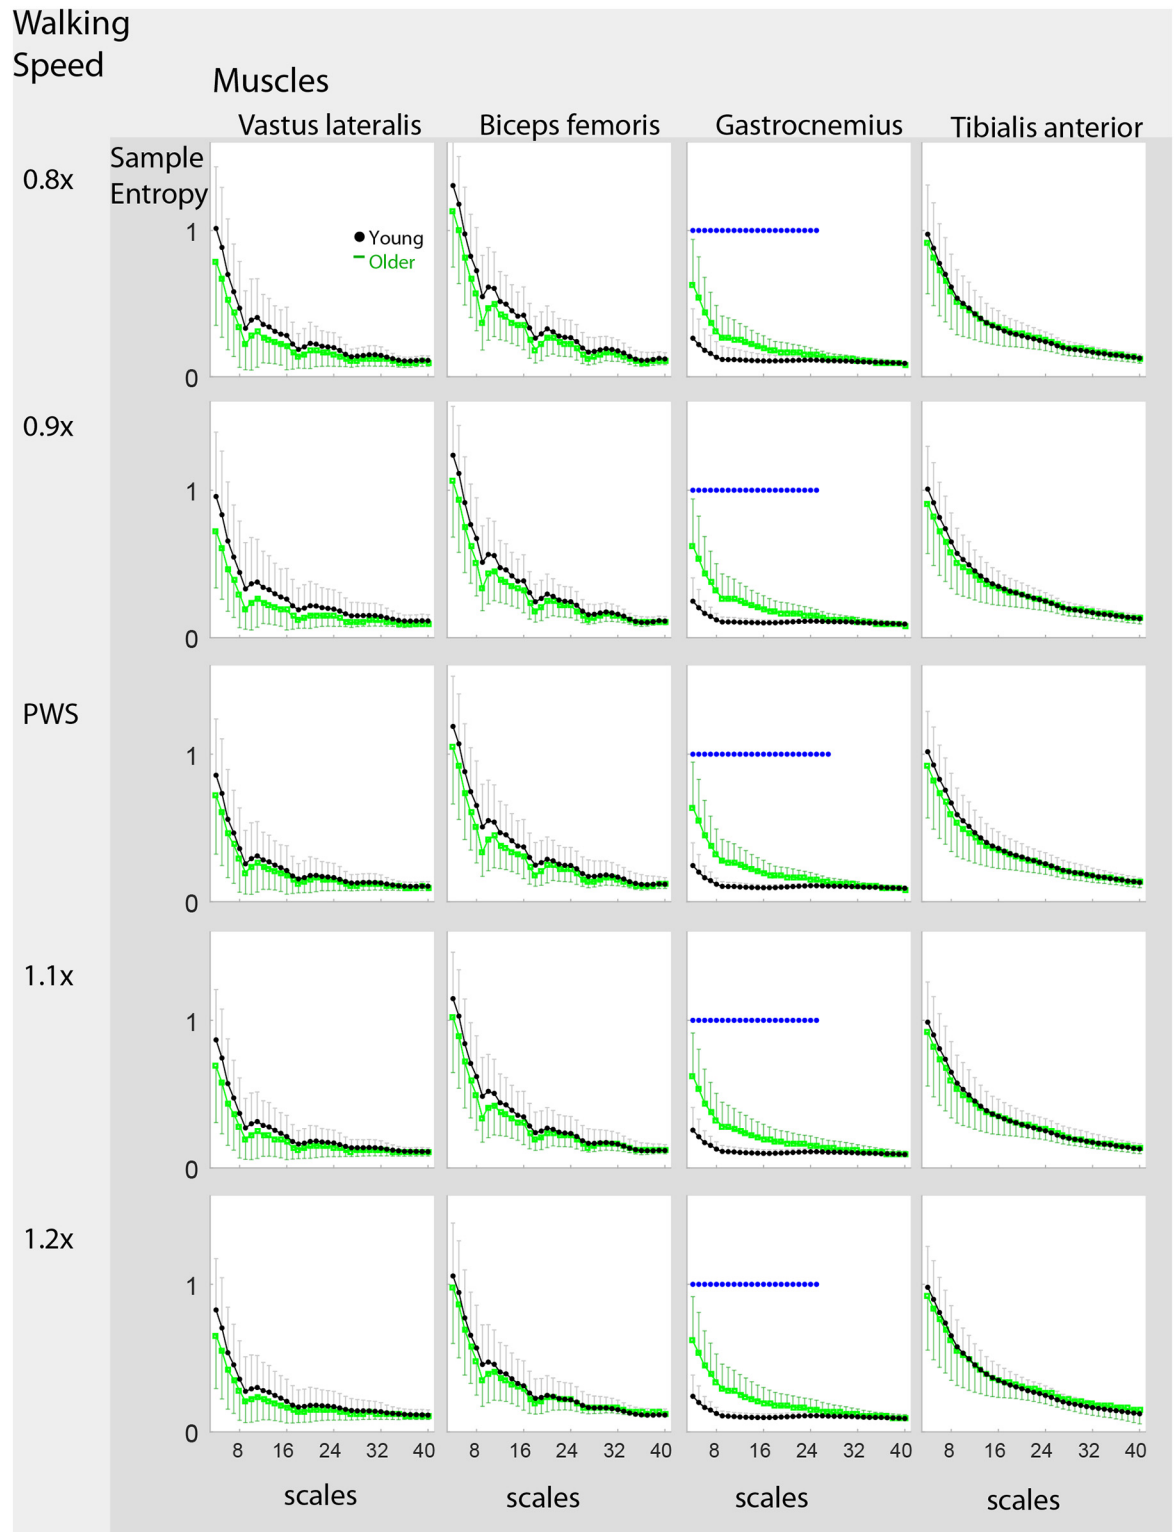 Walking
Speed
Muscles
Vastus lateralis Biceps femoris Gastrocnemius Tibialis anterior
Sample
Entropy
0.8x
1
Young
Older
0
0.9x
1
0
PWS
1
0
1.1x
1
0
1.2x
1
0
8 16 24 32 40 8 16 24 32 40 8 16 24 32 40 8 16 24 32 40
scales scales scales scales